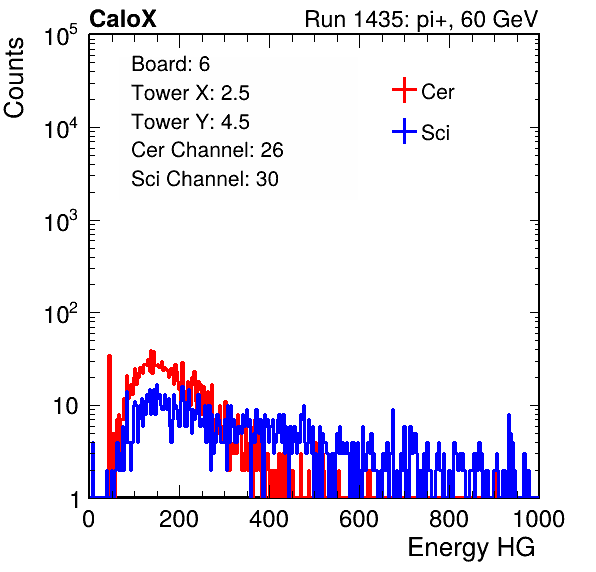 CaloX
Run 1435: pi+, 60 GeV
Counts
Board: 6
Tower X: 2.5
Tower Y: 4.5
Cer Channel: 26
Sci Channel: 30
Cer
Sci
10^5
10^4
10^3
10^2
10
1
0 200 400 600 800 1000
Energy HG